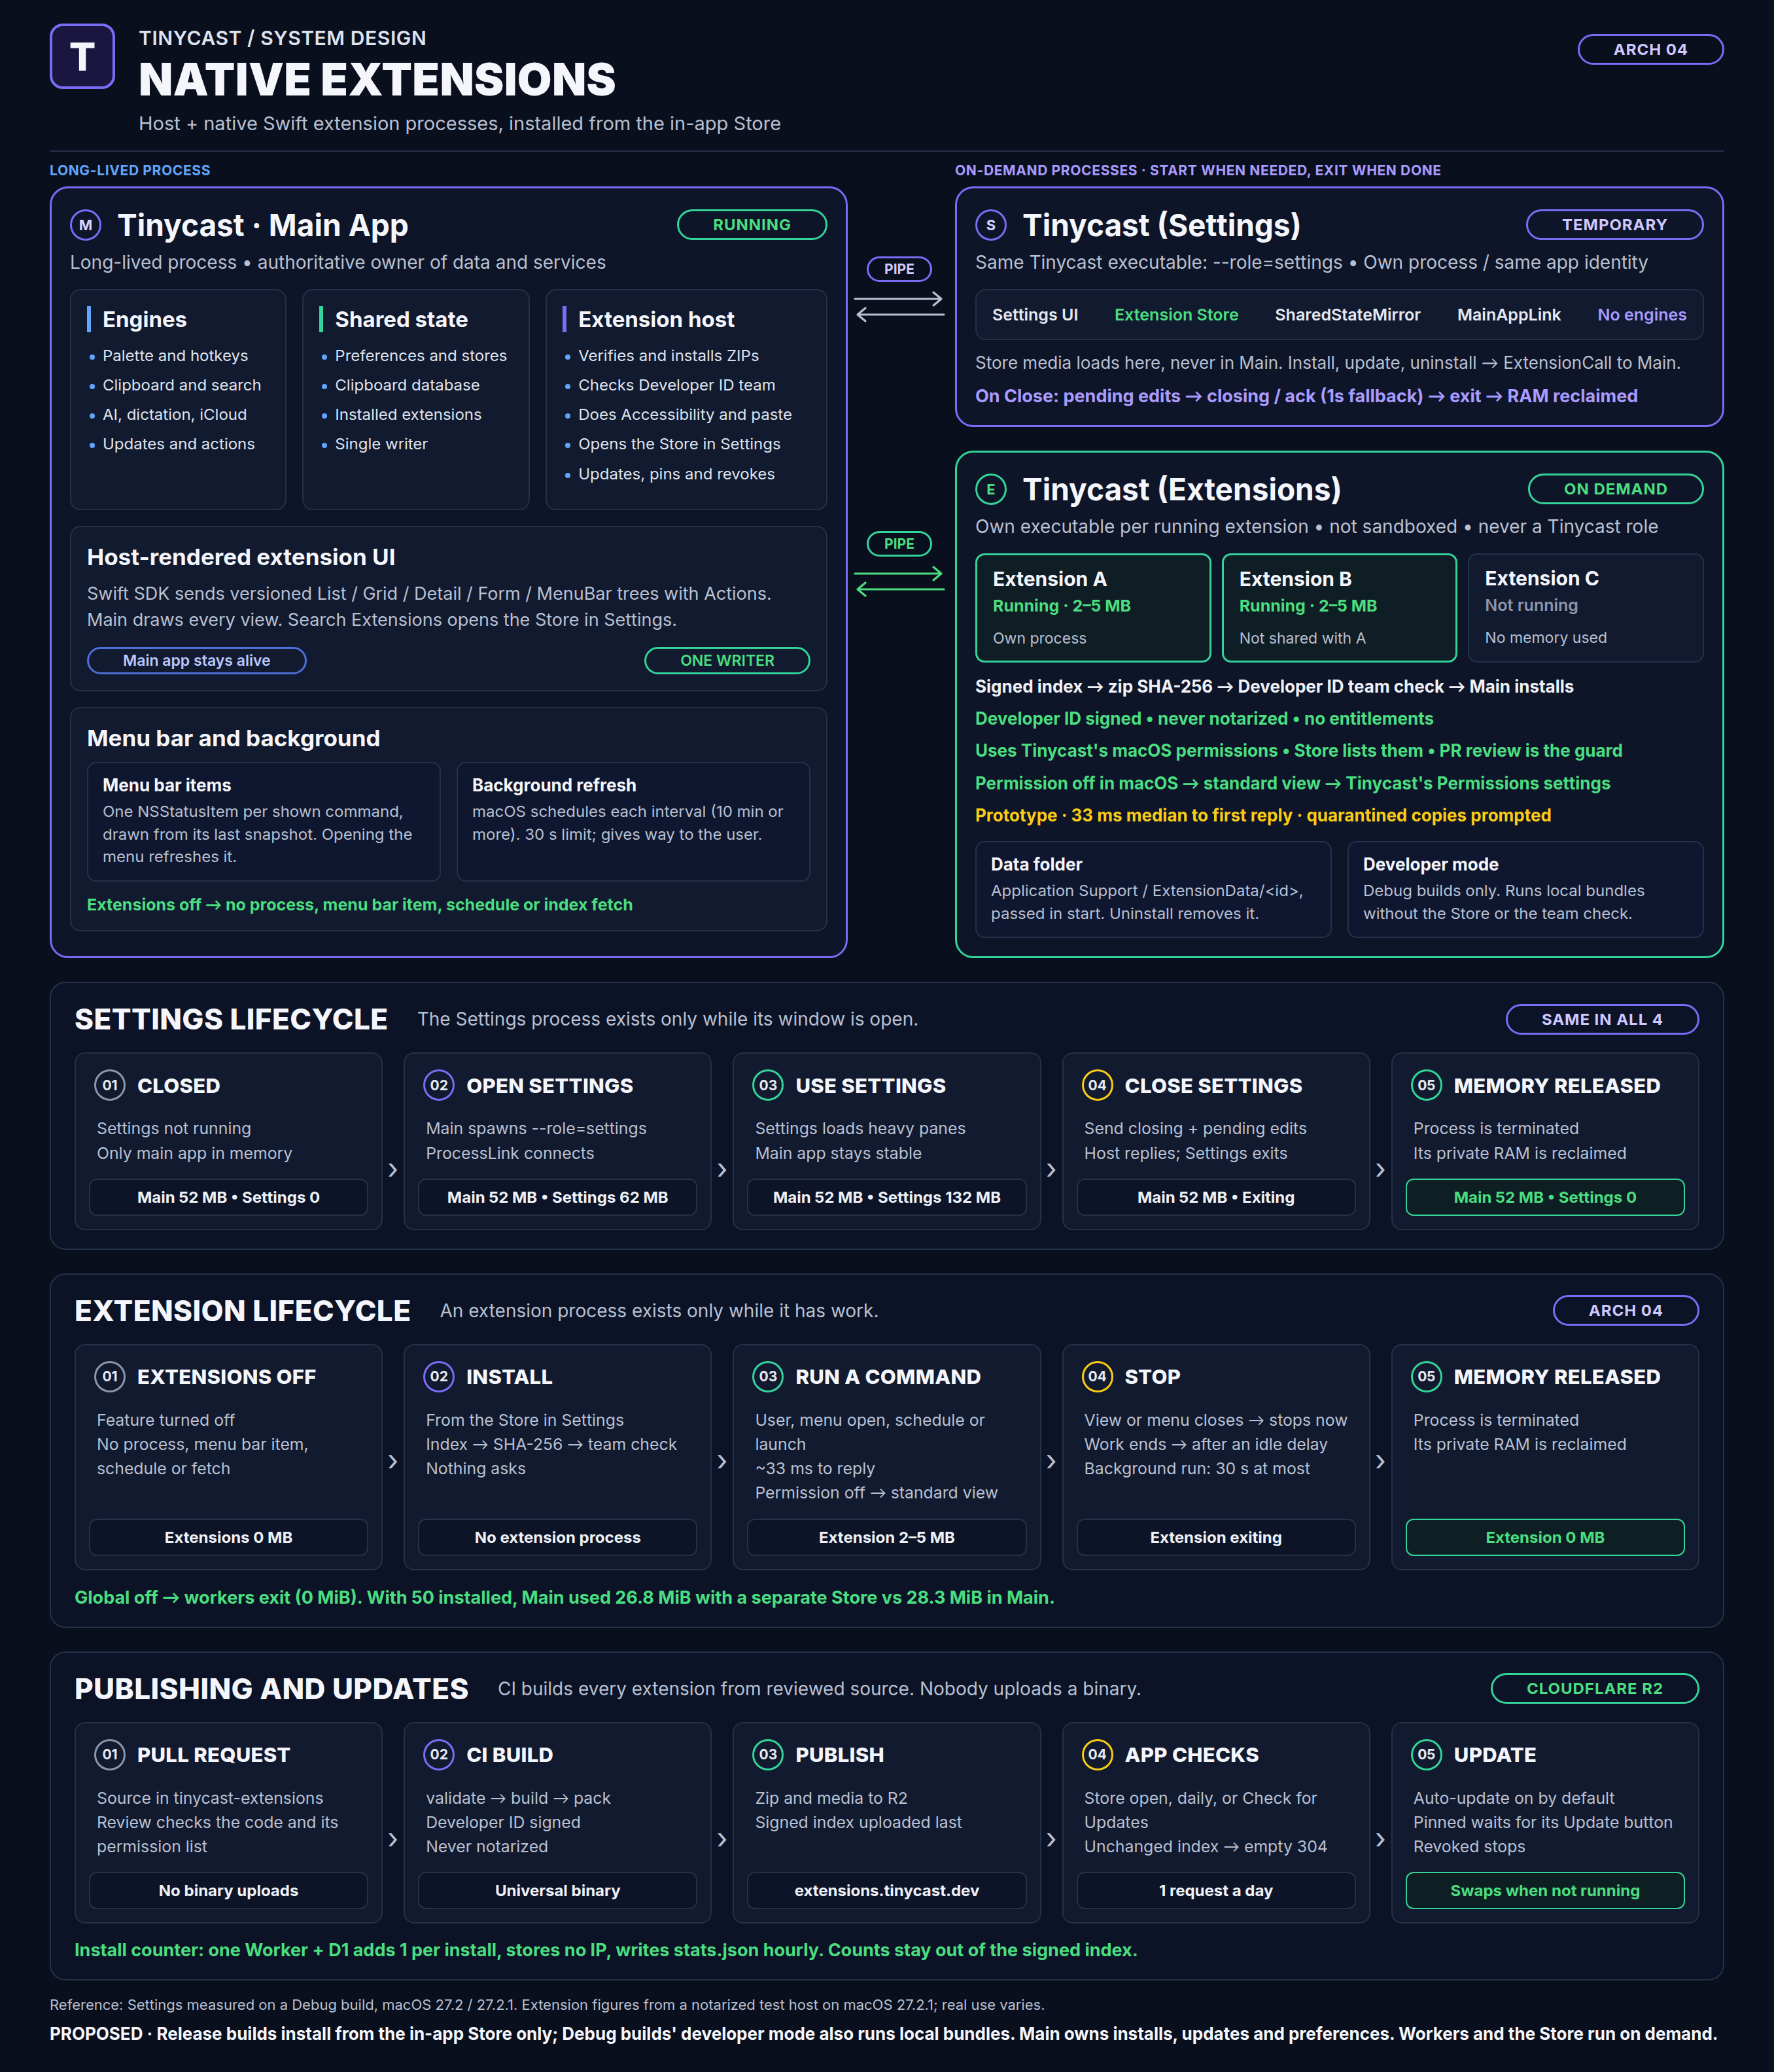 T
TINYCAST / SYSTEM DESIGN
NATIVE EXTENSIONS
Host + native Swift extension processes, installed from the in-app Store
ARCH 04
LONG-LIVED PROCESS
M
Tinycast · Main App
RUNNING
Long-lived process • authoritative owner of data and services
Engines
• Palette and hotkeys
• Clipboard and search
• AI, dictation, iCloud
• Updates and actions
Shared state
• Preferences and stores
• Clipboard database
• Installed extensions
• Single writer
Extension host
• Verifies and installs ZIPs
• Checks Developer ID team
• Does Accessibility and paste
• Opens the Store in Settings
• Updates, pins and revokes
Host-rendered extension UI
Swift SDK sends versioned List / Grid / Detail / Form / MenuBar trees with Actions.
Main draws every view. Search Extensions opens the Store in Settings.
Main app stays alive
ONE WRITER
Menu bar and background
Menu bar items
One NSStatusItem per shown command,
drawn from its last snapshot. Opening the
menu refreshes it.
Background refresh
macOS schedules each interval (10 min or
more). 30 s limit; gives way to the user.
Extensions off → no process, menu bar item, schedule or index fetch
PIPE
PIPE
ON-DEMAND PROCESSES · START WHEN NEEDED, EXIT WHEN DONE
S
Tinycast (Settings)
TEMPORARY
Same Tinycast executable: --role=settings • Own process / same app identity
Settings UI
Extension Store
SharedStateMirror
MainAppLink
No engines
Store media loads here, never in Main. Install, update, uninstall → ExtensionCall to Main.
On Close: pending edits → closing / ack (1s fallback) → exit → RAM reclaimed
E
Tinycast (Extensions)
ON DEMAND
Own executable per running extension • not sandboxed • never a Tinycast role
Extension A
Running · 2–5 MB
Own process
Extension B
Running · 2–5 MB
Not shared with A
Extension C
Not running
No memory used
Signed index → zip SHA-256 → Developer ID team check → Main installs
Developer ID signed • never notarized • no entitlements
Uses Tinycast's macOS permissions • Store lists them • PR review is the guard
Permission off in macOS → standard view → Tinycast's Permissions settings
Prototype · 33 ms median to first reply · quarantined copies prompted
Data folder
Application Support / ExtensionData/<id>,
passed in start. Uninstall removes it.
Developer mode
Debug builds only. Runs local bundles
without the Store or the team check.
SETTINGS LIFECYCLE
The Settings process exists only while its window is open.
SAME IN ALL 4
01
CLOSED
Settings not running
Only main app in memory
Main 52 MB • Settings 0
›
02
OPEN SETTINGS
Main spawns --role=settings
ProcessLink connects
Main 52 MB • Settings 62 MB
›
03
USE SETTINGS
Settings loads heavy panes
Main app stays stable
Main 52 MB • Settings 132 MB
›
04
CLOSE SETTINGS
Send closing + pending edits
Host replies; Settings exits
Main 52 MB • Exiting
›
05
MEMORY RELEASED
Process is terminated
Its private RAM is reclaimed
Main 52 MB • Settings 0
EXTENSION LIFECYCLE
An extension process exists only while it has work.
ARCH 04
01
EXTENSIONS OFF
Feature turned off
No process, menu bar item,
schedule or fetch
Extensions 0 MB
›
02
INSTALL
From the Store in Settings
Index → SHA-256 → team check
Nothing asks
No extension process
›
03
RUN A COMMAND
User, menu open, schedule or
launch
~33 ms to reply
Permission off → standard view
Extension 2–5 MB
›
04
STOP
View or menu closes → stops now
Work ends → after an idle delay
Background run: 30 s at most
Extension exiting
›
05
MEMORY RELEASED
Process is terminated
Its private RAM is reclaimed
Extension 0 MB
Global off → workers exit (0 MiB). With 50 installed, Main used 26.8 MiB with a separate Store vs 28.3 MiB in Main.
PUBLISHING AND UPDATES
CI builds every extension from reviewed source. Nobody uploads a binary.
CLOUDFLARE R2
01
PULL REQUEST
Source in tinycast-extensions
Review checks the code and its
permission list
No binary uploads
›
02
CI BUILD
validate → build → pack
Developer ID signed
Never notarized
Universal binary
›
03
PUBLISH
Zip and media to R2
Signed index uploaded last
extensions.tinycast.dev
›
04
APP CHECKS
Store open, daily, or Check for
Updates
Unchanged index → empty 304
1 request a day
›
05
UPDATE
Auto-update on by default
Pinned waits for its Update button
Revoked stops
Swaps when not running
Install counter: one Worker + D1 adds 1 per install, stores no IP, writes stats.json hourly. Counts stay out of the signed index.
Reference: Settings measured on a Debug build, macOS 27.2 / 27.2.1. Extension figures from a notarized test host on macOS 27.2.1; real use varies.
PROPOSED · Release builds install from the in-app Store only; Debug builds' developer mode also runs local bundles. Main owns installs, updates and preferences. Workers and the Store run on demand.